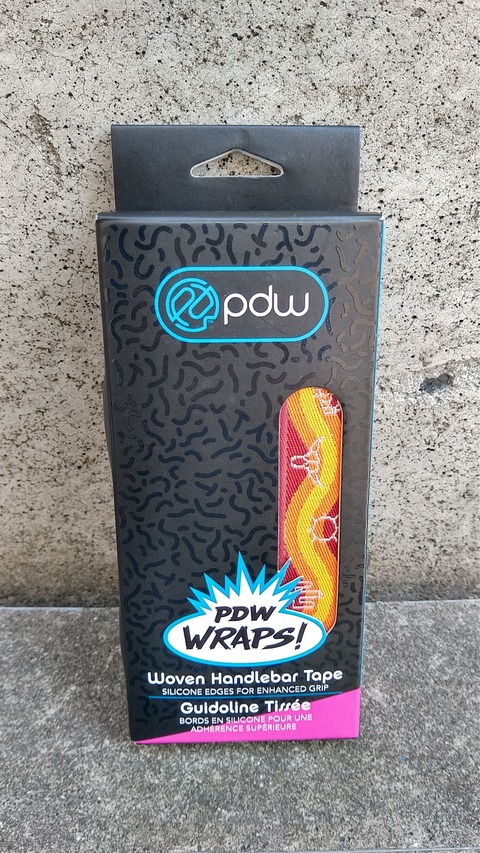 pdw
PDW
WRAPS!
Woven Handlebar Tape
SILICONE EDGES FOR ENHANCED GRIP
Guidoline Tissée
BORDS EN SILICONE POUR UNE
ADHÉRENCE SUPÉRIEURE